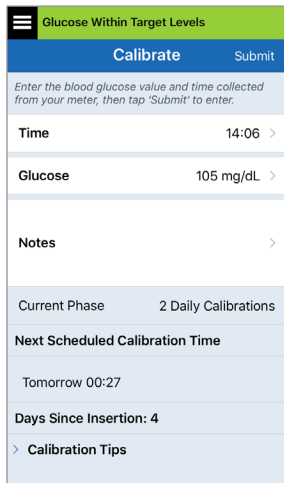 Glucose Within Target Levels
Calibrate Submit
Enter the blood glucose value and time collected
from your meter, then tap 'Submit' to enter.
Time 14:06
Glucose 105 mg/dL
Notes
Current Phase 2 Daily Calibrations
Next Scheduled Calibration Time
Tomorrow 00:27
Days Since Insertion: 4
Calibration Tips